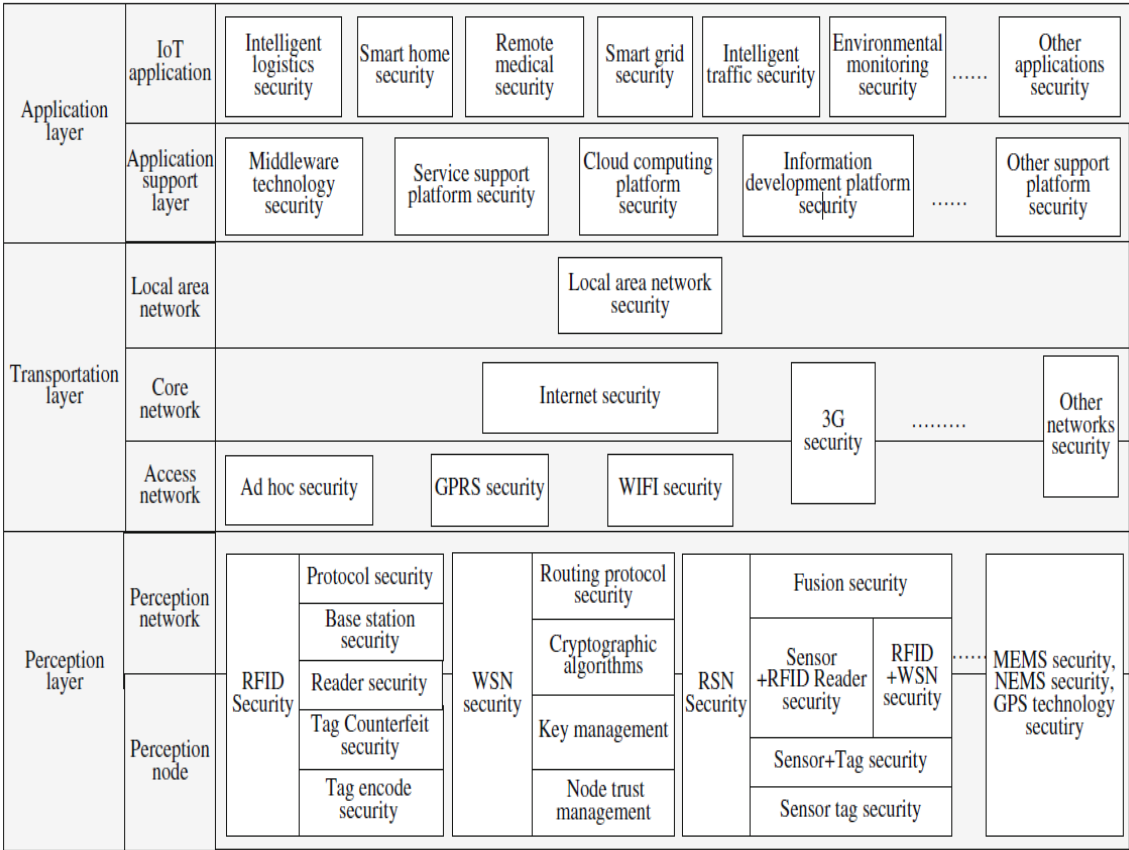 Application
layer
IoT
application
Intelligent
logistics
security
Smart home
security
Remote
medical
security
Smart grid
security
Intelligent
traffic security
Environmental
monitoring
security
......
Other
applications
security
Application
support
layer
Middleware
technology
security
Service support
platform security
Cloud computing
platform
security
Information
development platform
security
......
Other support
platform
security
Transportation
layer
Local area
network
Local area network
security
Core
network
Internet security
3G
security
.........
Other
networks
security
Access
network
Ad hoc security
GPRS security
WIFI security
Perception
layer
Perception
network
Perception
node
RFID
Security
Protocol security
Base station
security
Reader security
Tag Counterfeit
security
Tag encode
security
WSN
security
Routing protocol
security
Cryptographic
algorithms
Key management
Node trust
management
RSN
Security
Fusion security
Sensor
+RFID Reader
security
RFID
+WSN
security
Sensor+Tag security
Sensor tag security
......
MEMS security,
NEMS security,
GPS technology
secutiry